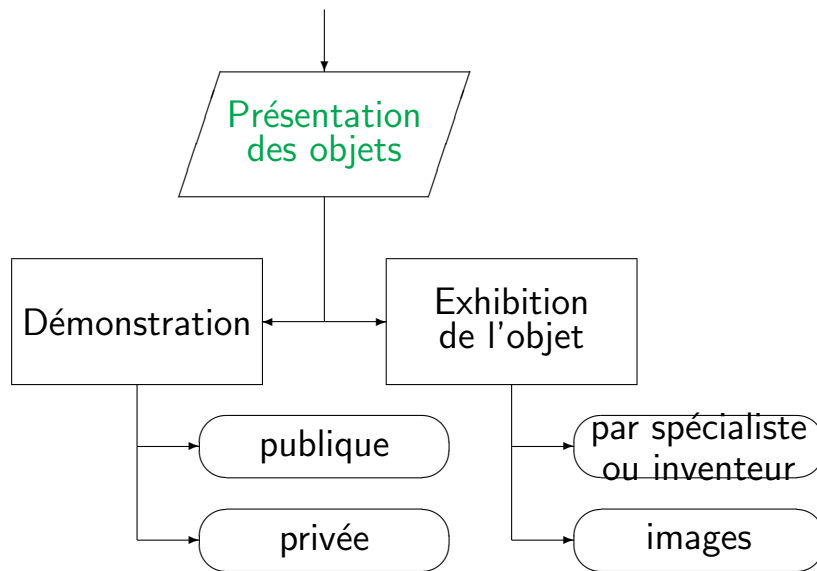 Présentation
des objets
Démonstration
Exhibition
de l'objet
publique
par spécialiste
ou inventeur
privée
images